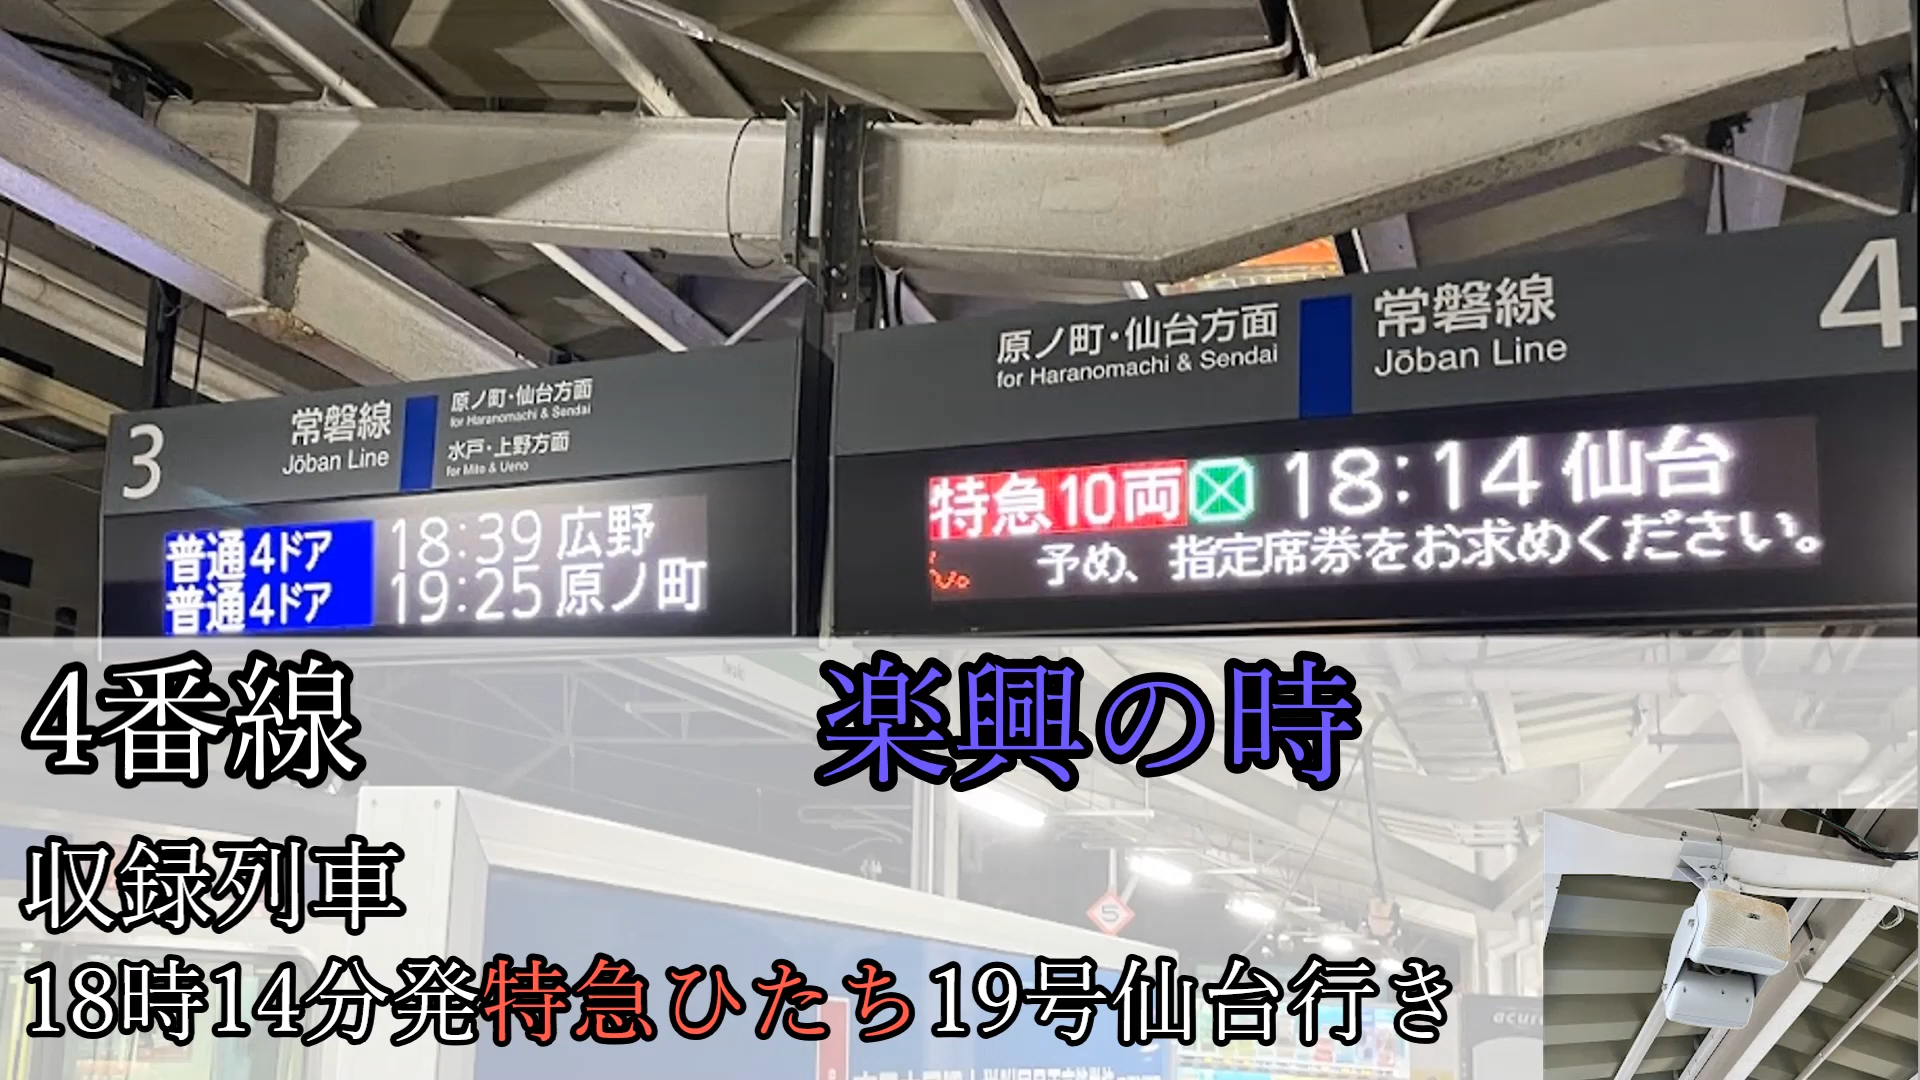 3
常磐線
Jōban Line
原ノ町・仙台方面
for Haranomachi & Sendai
水戸・上野方面
for Mito & Ueno
普通4ドア 18:39 広野
普通4ドア 19:25 原ノ町
原ノ町・仙台方面
for Haranomachi & Sendai
常磐線
Jōban Line
4
特急10両 18:14 仙台
ん。 予め、指定席券をお求めください。
4番線
楽興の時
収録列車
18時14分発特急ひたち19号仙台行き
5
acure